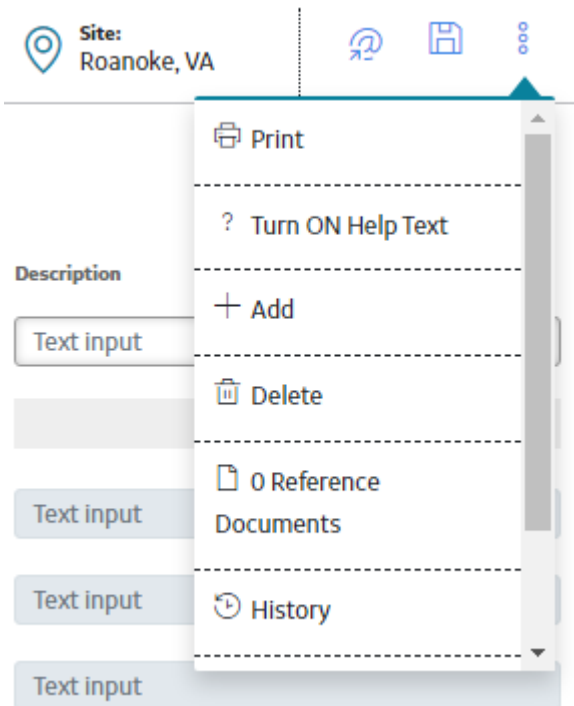 Site:
Roanoke, VA
Print
? Turn ON Help Text
Description
Add
Text input
Delete
0 Reference
Documents
Text input
Text input
History
Text input